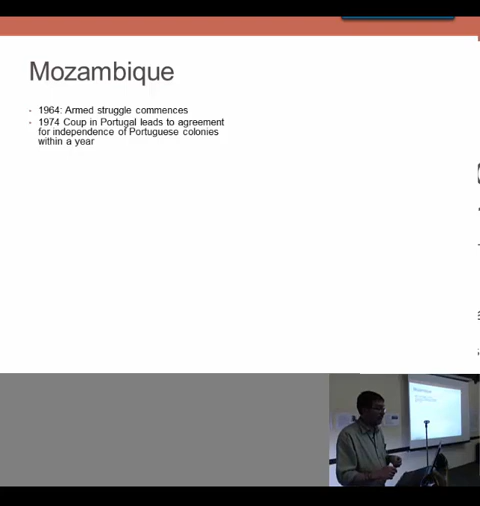 Mozambique
- 1964: Armed struggle commences
- 1974 Coup in Portugal leads to agreement
for independence of Portuguese colonies
within a year